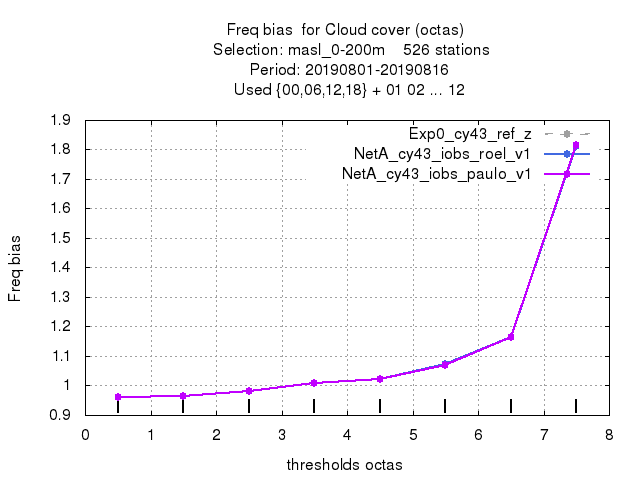 Freq bias  for Cloud cover (octas)
Selection: masl_0-200m    526 stations
Period: 20190801-20190816
Used {00,06,12,18} + 01 02 ... 12
Exp0_cy43_ref_z
NetA_cy43_iobs_roel_v1
NetA_cy43_iobs_paulo_v1
1.9
1.8
1.7
1.6
1.5
1.4
1.3
1.2
1.1
1
0.9
Freq bias
0 1 2 3 4 5 6 7 8
thresholds octas